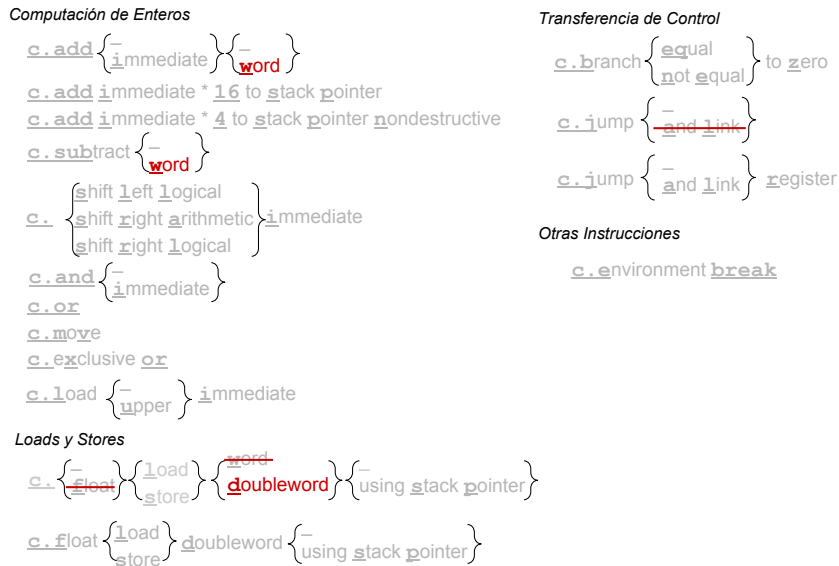 Computación de Enteros
c.add { _ immediate } { _ word }
c.add immediate * 16 to stack pointer
c.add immediate * 4 to stack pointer nondestructive
c.subtract { _ word }
shift left logical
c. { shift right arithmetic } immediate
shift right logical
c.and { _ immediate }
c.or
c.move
c.exclusive or
c.load { _ upper } immediate
Loads y Stores
c. { _ float } { load store } { word doubleword } { _ using stack pointer }
c.float { load store } doubleword { _ using stack pointer }
Transferencia de Control
c.branch { equal not equal } to zero
c.jump { _ and link }
c.jump { _ and link } register
Otras Instrucciones
c.environment break